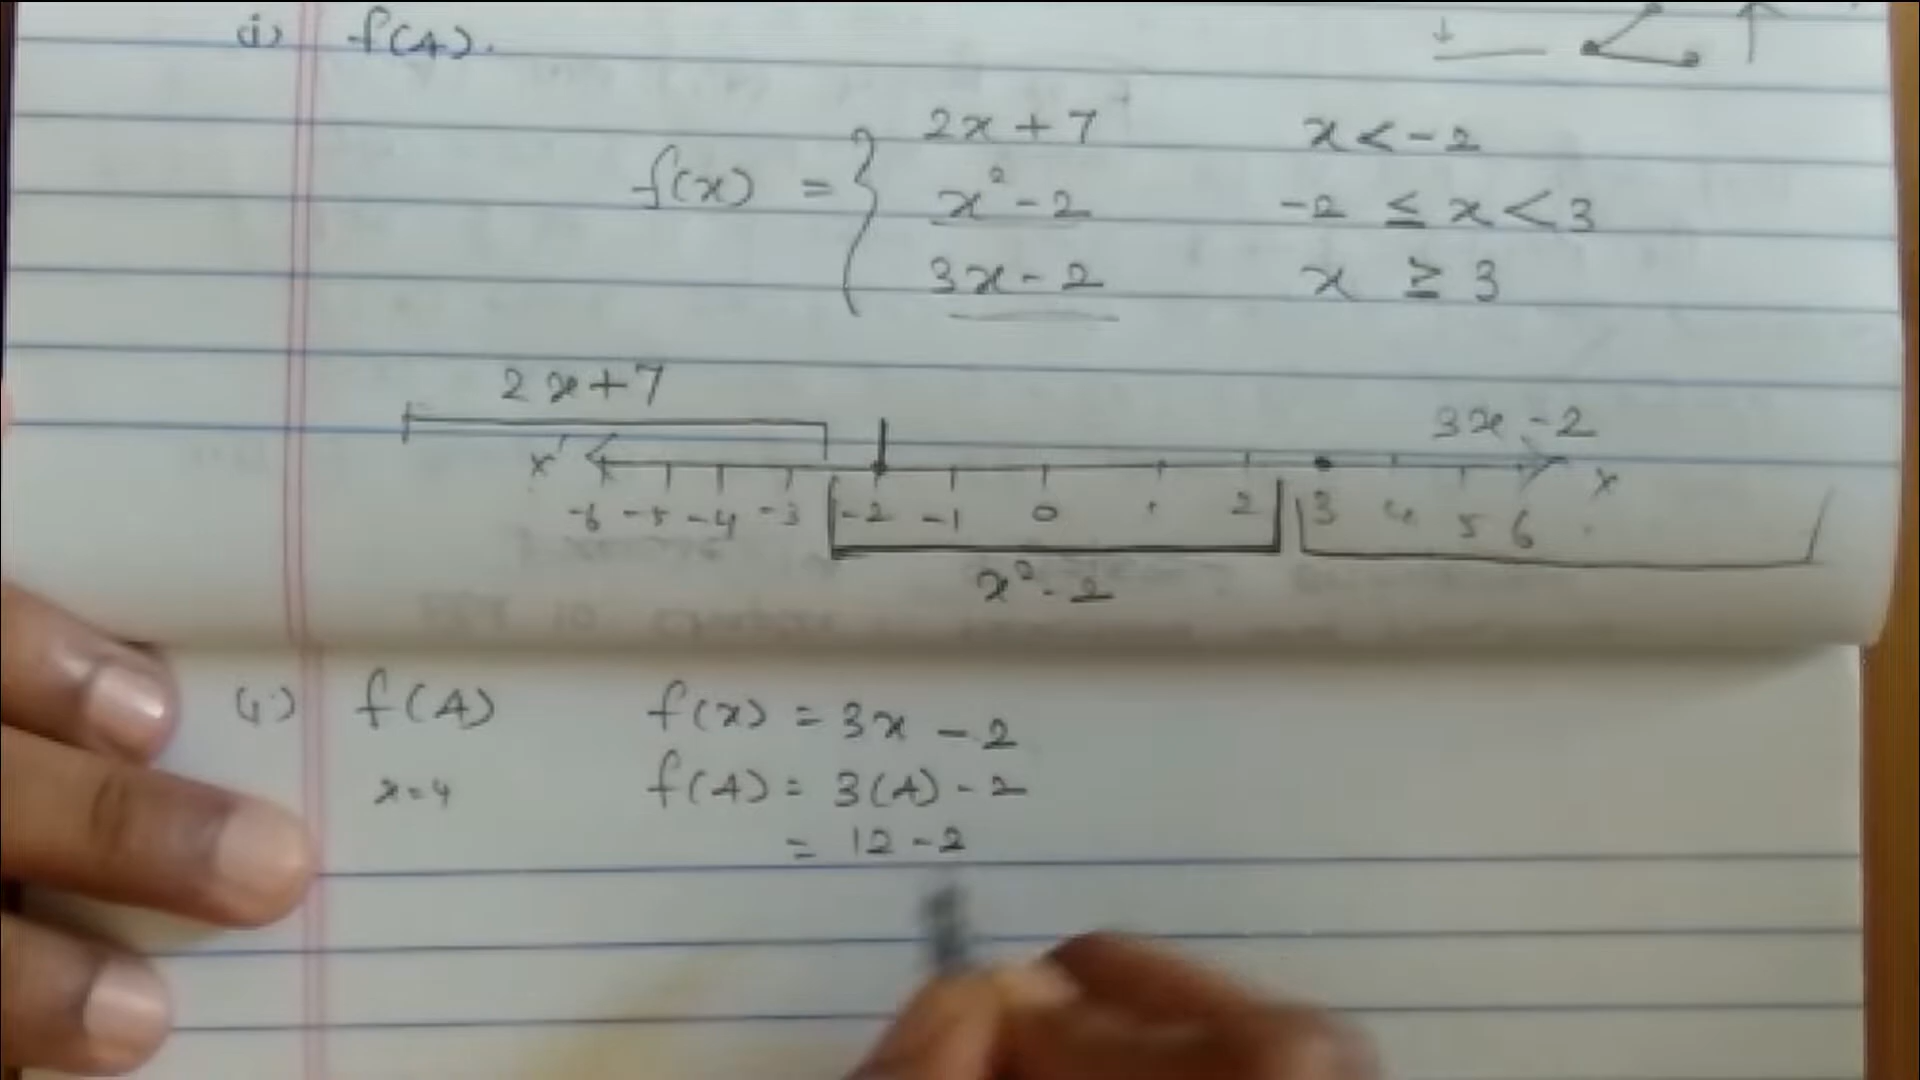 (i) f(4).
2x + 7 x < -2
f(x) = { x² - 2 -2 ≤ x < 3
3x - 2 x ≥ 3
2x + 7
3x - 2
x' x
-6 -5 -4 -3 -2 -1 0 2 3 4 5 6
x² - 2
(i) f(4) f(x) = 3x - 2
x = 4 f(4) = 3(4) - 2
= 12 - 2